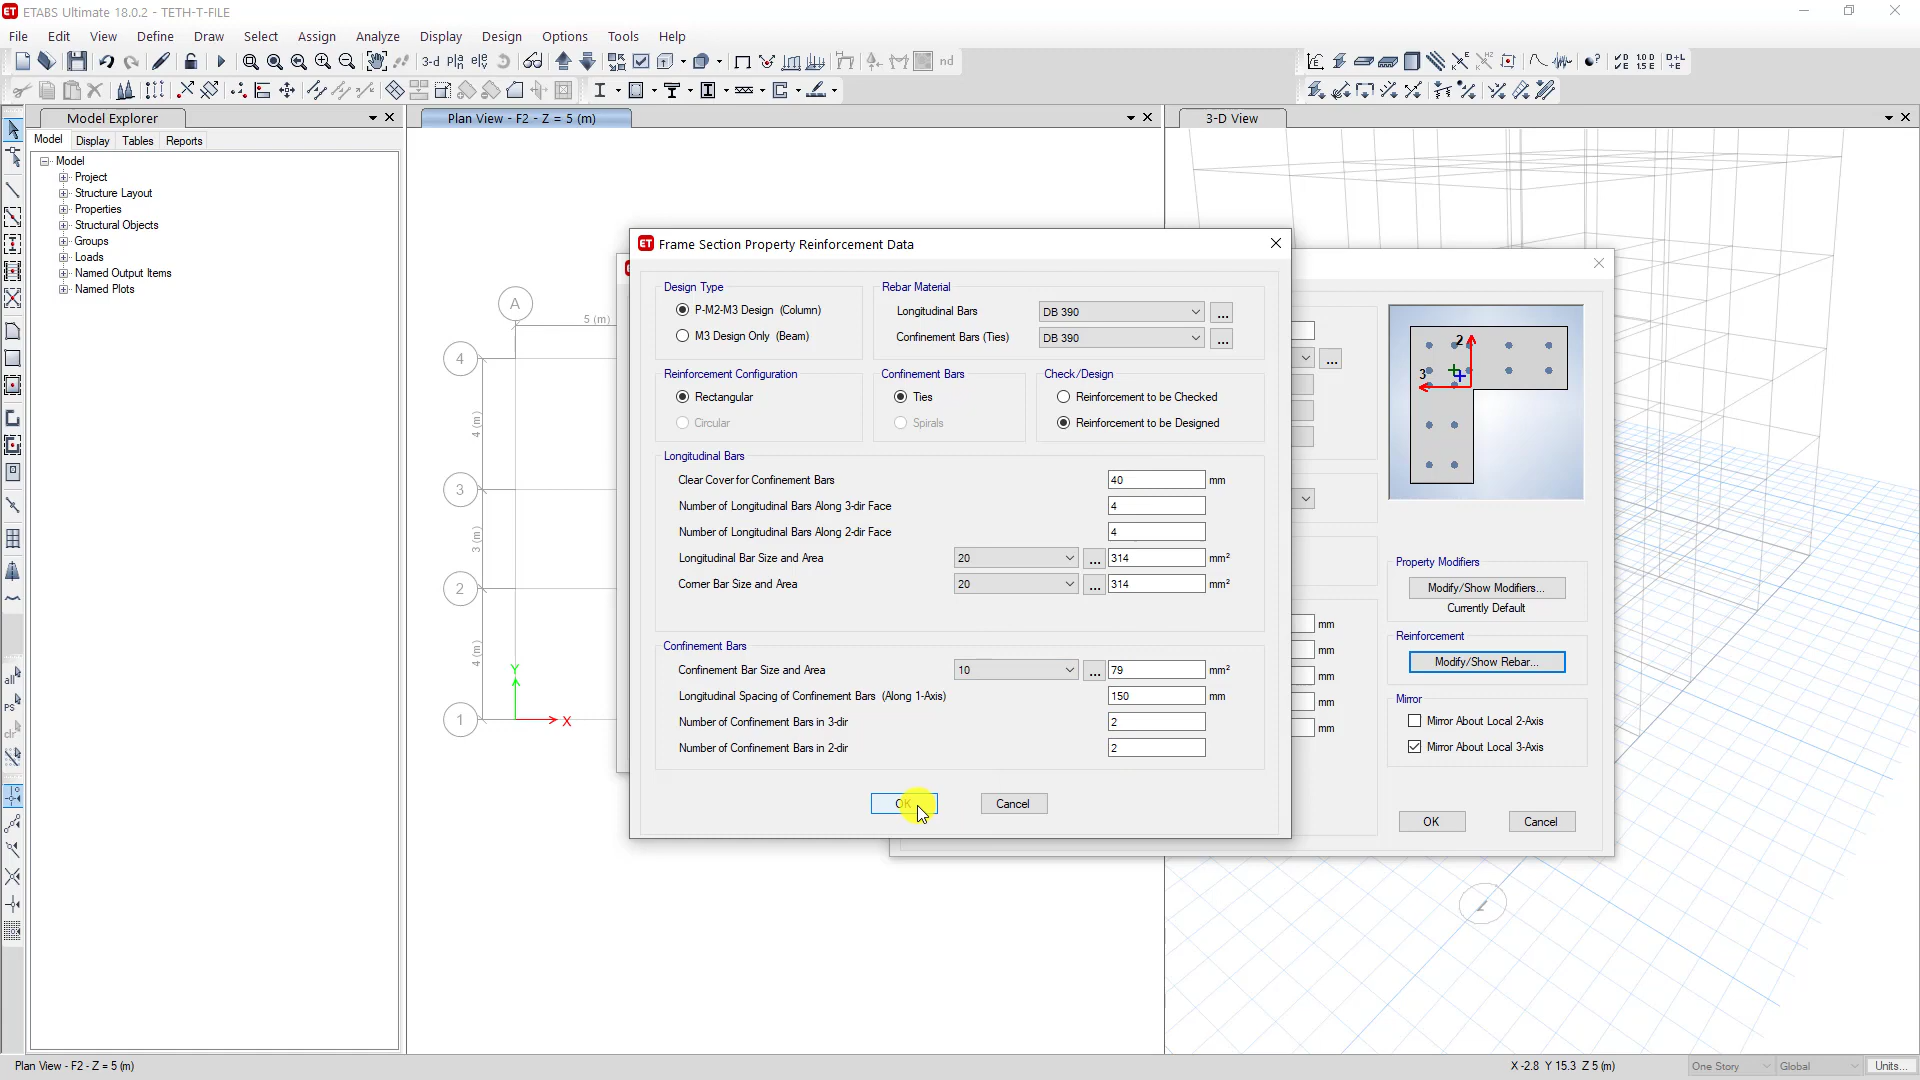 ETABS Ultimate 18.0.2 - TETH-T-FILE
File Edit View Define Draw Select Assign Analyze Display Design Options Tools Help
3-d
nd
Model Explorer
Model Display Tables Reports
Model
Project
Structure Layout
Properties
Structural Objects
Groups
Loads
Named Output Items
Named Plots
Plan View - F2 - Z = 5 (m)
A
5 (m)
4
4 (m)
3
3 (m)
2
4 (m)
1
Y
X
3-D View
Frame Section Property Reinforcement Data
Design Type
P-M2-M3 Design (Column)
M3 Design Only (Beam)
Rebar Material
Longitudinal Bars DB 390 ...
Confinement Bars (Ties) DB 390 ...
Reinforcement Configuration
Rectangular
Circular
Confinement Bars
Ties
Spirals
Check/Design
Reinforcement to be Checked
Reinforcement to be Designed
Longitudinal Bars
Clear Cover for Confinement Bars 40 mm
Number of Longitudinal Bars Along 3-dir Face 4
Number of Longitudinal Bars Along 2-dir Face 4
Longitudinal Bar Size and Area 20 ... 314 mm²
Corner Bar Size and Area 20 ... 314 mm²
Confinement Bars
Confinement Bar Size and Area 10 ... 79 mm²
Longitudinal Spacing of Confinement Bars (Along 1-Axis) 150 mm
Number of Confinement Bars in 3-dir 2
Number of Confinement Bars in 2-dir 2
OK Cancel
...
2
3
mm
mm
mm
mm
mm
Property Modifiers
Modify/Show Modifiers...
Currently Default
Reinforcement
Modify/Show Rebar...
Mirror
Mirror About Local 2-Axis
Mirror About Local 3-Axis
OK Cancel
Plan View - F2 - Z = 5 (m)
X -2.8 Y 15.3 Z 5 (m)
One Story Global Units...